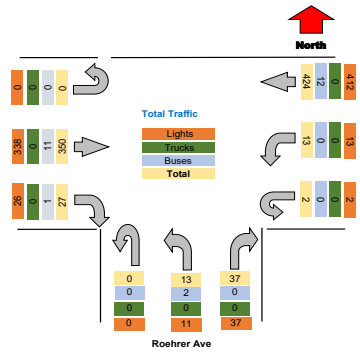 North
0 0 0 0
424 12 0 412
Total Traffic
Lights
Trucks
Buses
Total
338 0 11 350
13 0 0 13
26 0 1 27
2 0 0 2
0 13 37
0 2 0
0 0 0
0 11 37
Roehrer Ave